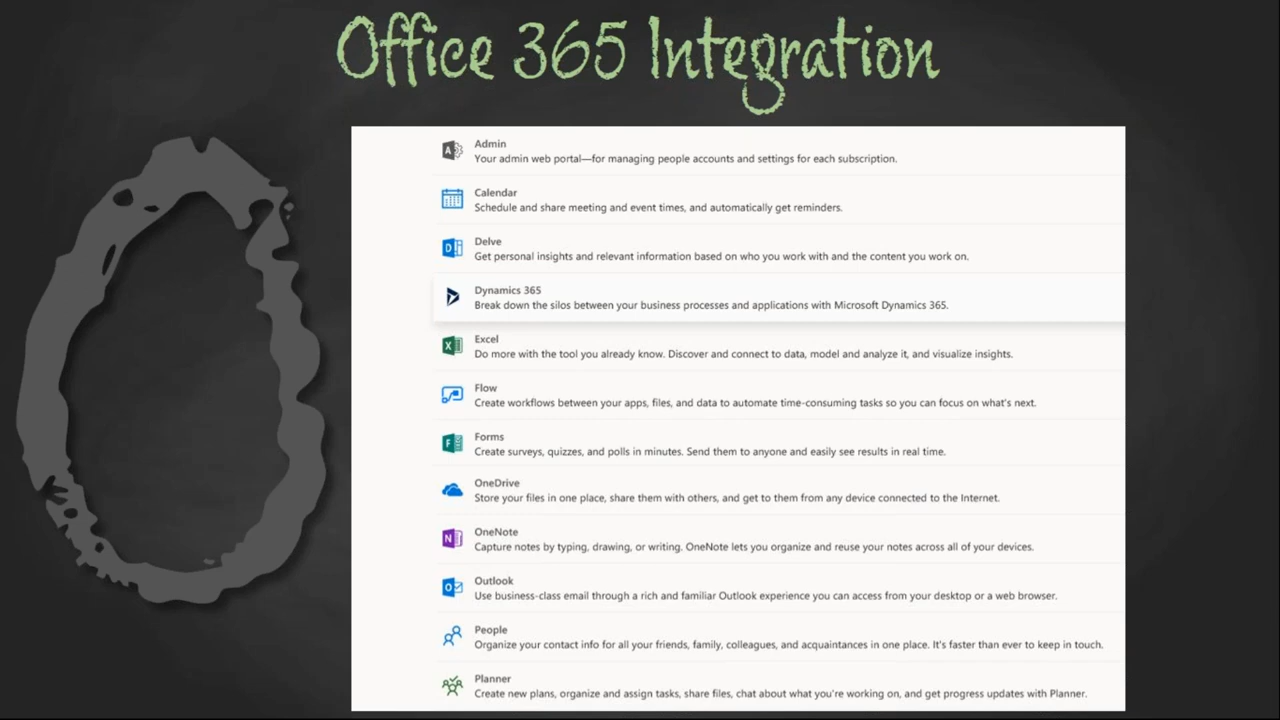 Office 365 Integration
Admin
Your admin web portal—for managing people accounts and settings for each subscription.
Calendar
Schedule and share meeting and event times, and automatically get reminders.
Delve
Get personal insights and relevant information based on who you work with and the content you work on.
Dynamics 365
Break down the silos between your business processes and applications with Microsoft Dynamics 365.
Excel
Do more with the tool you already know. Discover and connect to data, model and analyze it, and visualize insights.
Flow
Create workflows between your apps, files, and data to automate time-consuming tasks so you can focus on what's next.
Forms
Create surveys, quizzes, and polls in minutes. Send them to anyone and easily see results in real time.
OneDrive
Store your files in one place, share them with others, and get to them from any device connected to the Internet.
OneNote
Capture notes by typing, drawing, or writing. OneNote lets you organize and reuse your notes across all of your devices.
Outlook
Use business-class email through a rich and familiar Outlook experience you can access from your desktop or a web browser.
People
Organize your contact info for all your friends, family, colleagues, and acquaintances in one place. It's faster than ever to keep in touch.
Planner
Create new plans, organize and assign tasks, share files, chat about what you're working on, and get progress updates with Planner.